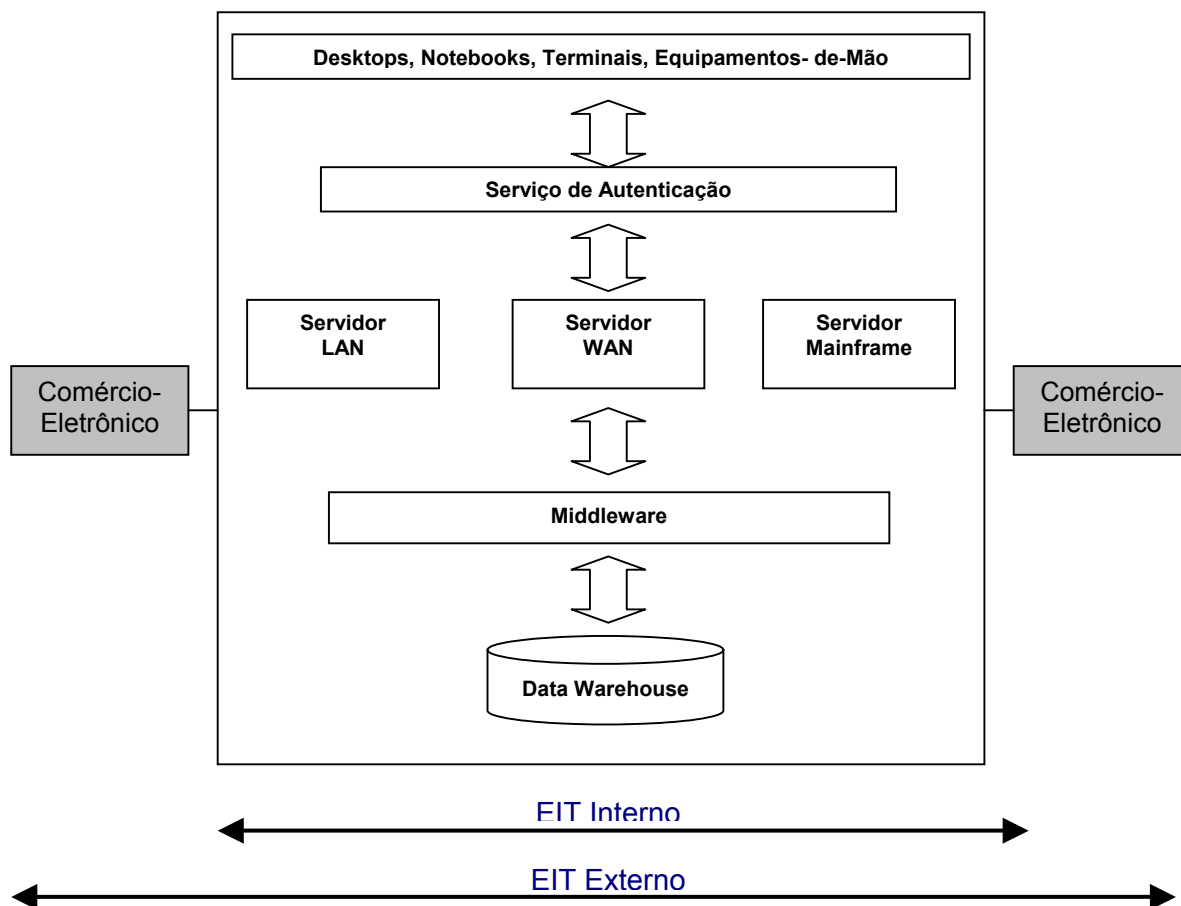 Desktops, Notebooks, Terminais, Equipamentos- de-Mão
Serviço de Autenticação
Servidor
LAN
Servidor
WAN
Servidor
Mainframe
Comércio-
Eletrônico
Comércio-
Eletrônico
Middleware
Data Warehouse
EIT Interno
EIT Externo